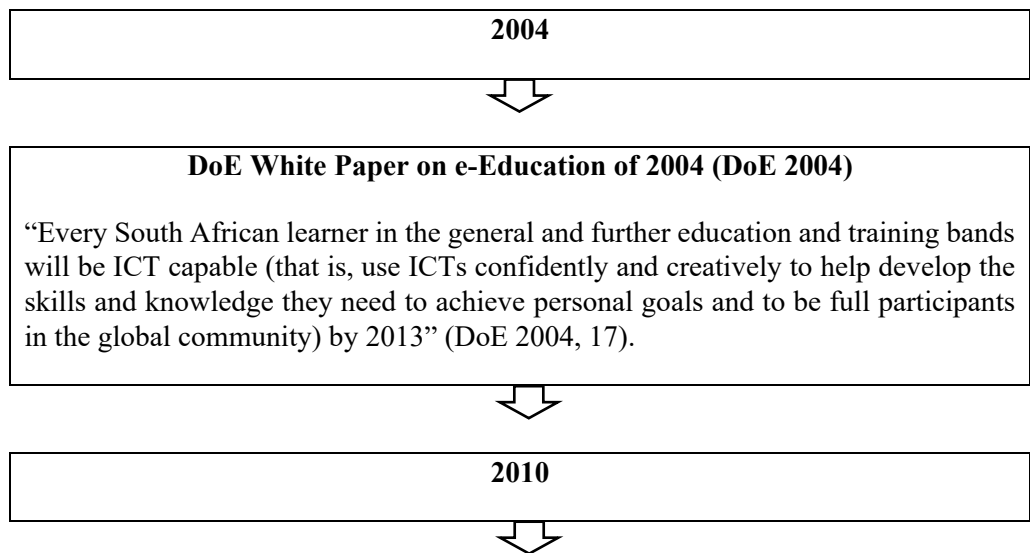 2004
DoE White Paper on e-Education of 2004 (DoE 2004)
“Every South African learner in the general and further education and training bands
will be ICT capable (that is, use ICTs confidently and creatively to help develop the
skills and knowledge they need to achieve personal goals and to be full participants
in the global community) by 2013” (DoE 2004, 17).
2010